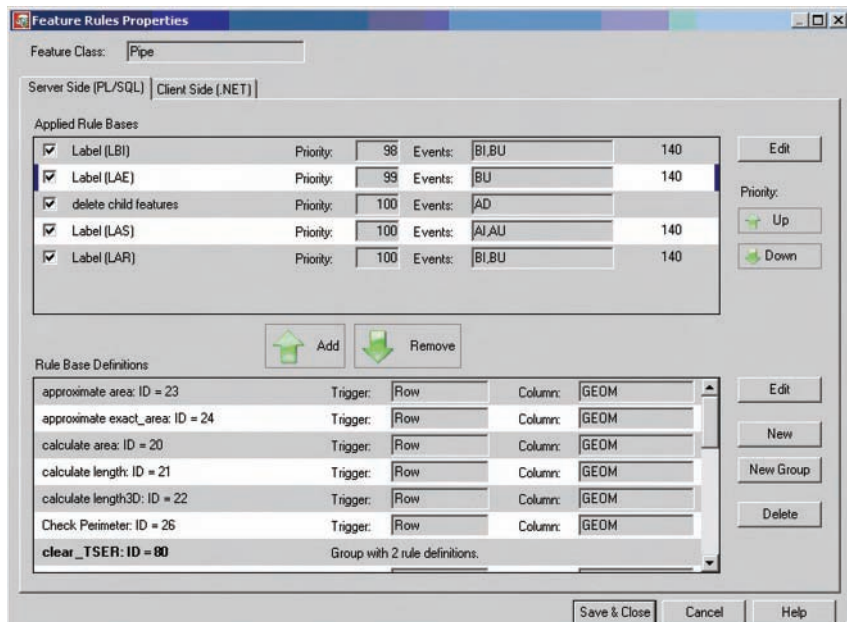 Feature Rules Properties
Feature Class: Pipe
Server Side (PL/SQL) Client Side (.NET)
Applied Rule Bases
Label (LBI) Priority: 98 Events: BI,BU 140 Edit
Label (LAE) Priority: 99 Events: BU 140
Priority:
delete child features Priority: 100 Events: AD
Up
Label (LAS) Priority: 100 Events: AI,AU 140
Label (LAR) Priority: 100 Events: BI,BU 140 Down
Add Remove
Rule Base Definitions
approximate area: ID = 23 Trigger: Row Column: GEOM Edit
approximate exact_area: ID = 24 Trigger: Row Column: GEOM
calculate area: ID = 20 Trigger: Row Column: GEOM New
calculate length: ID = 21 Trigger: Row Column: GEOM New Group
calculate length3D: ID = 22 Trigger: Row Column: GEOM
Check Perimeter: ID = 26 Trigger: Row Column: GEOM Delete
clear_TSER: ID = 80 Group with 2 rule definitions.
Save & Close Cancel Help